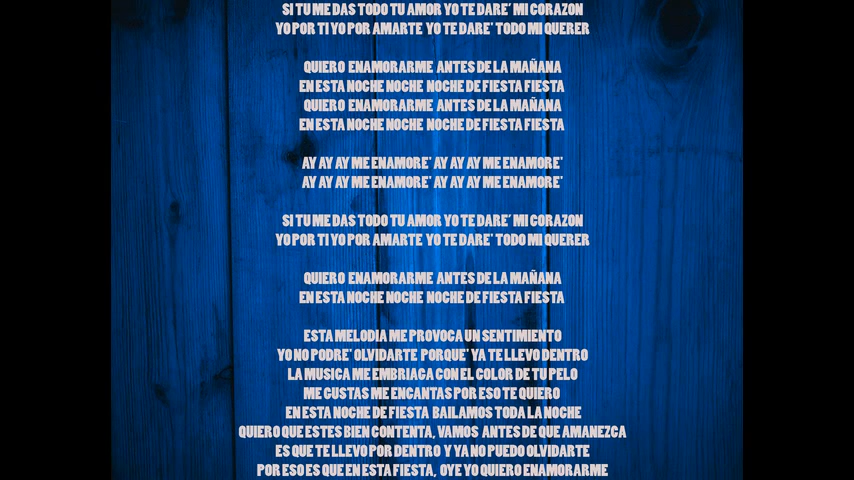 SI TU ME DAS TODO TU AMOR YO TE DARE' MI CORAZON
YO POR TI YO POR AMARTE YO TE DARE' TODO MI QUERER
QUIERO ENAMORARME ANTES DE LA MAÑANA
EN ESTA NOCHE NOCHE NOCHE DE FIESTA FIESTA
QUIERO ENAMORARME ANTES DE LA MAÑANA
EN ESTA NOCHE NOCHE NOCHE DE FIESTA FIESTA
AY AY AY ME ENAMORE' AY AY AY ME ENAMORE'
AY AY AY ME ENAMORE' AY AY AY ME ENAMORE'
SI TU ME DAS TODO TU AMOR YO TE DARE' MI CORAZON
YO POR TI YO POR AMARTE YO TE DARE' TODO MI QUERER
QUIERO ENAMORARME ANTES DE LA MAÑANA
EN ESTA NOCHE NOCHE NOCHE DE FIESTA FIESTA
ESTA MELODIA ME PROVOCA UN SENTIMIENTO
YO NO PODRE' OLVIDARTE PORQUE' YA TE LLEVO DENTRO
LA MUSICA ME EMBRIAGA CON EL COLOR DE TU PELO
ME GUSTAS ME ENCANTAS POR ESO TE QUIERO
EN ESTA NOCHE DE FIESTA BAILAMOS TODA LA NOCHE
QUIERO QUE ESTES BIEN CONTENTA, VAMOS ANTES DE QUE AMANEZCA
ES QUE TE LLEVO POR DENTRO Y YA NO PUEDO OLVIDARTE
POR ESO ES QUE EN ESTA FIESTA, OYE YO QUIERO ENAMORARME